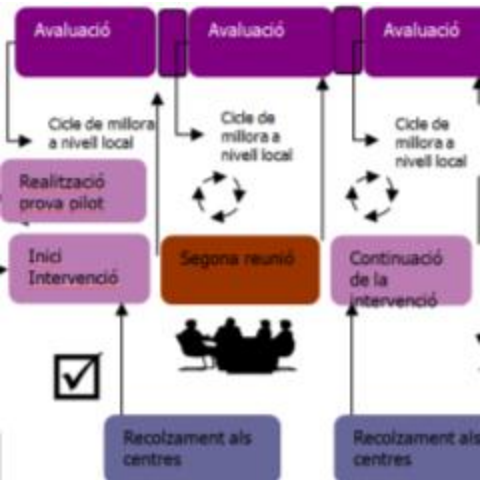 Avaluació
Avaluació
Avaluació
Cicle de millora
a nivell local
Cicle de
millora a
nivell local
Cicle de
millora a
nivell local
Realització
prova pilot
Inici
Intervenció
Segona reunió
Continuació
de la
intervenció
Recolzament als
centres
Recolzament als
centres